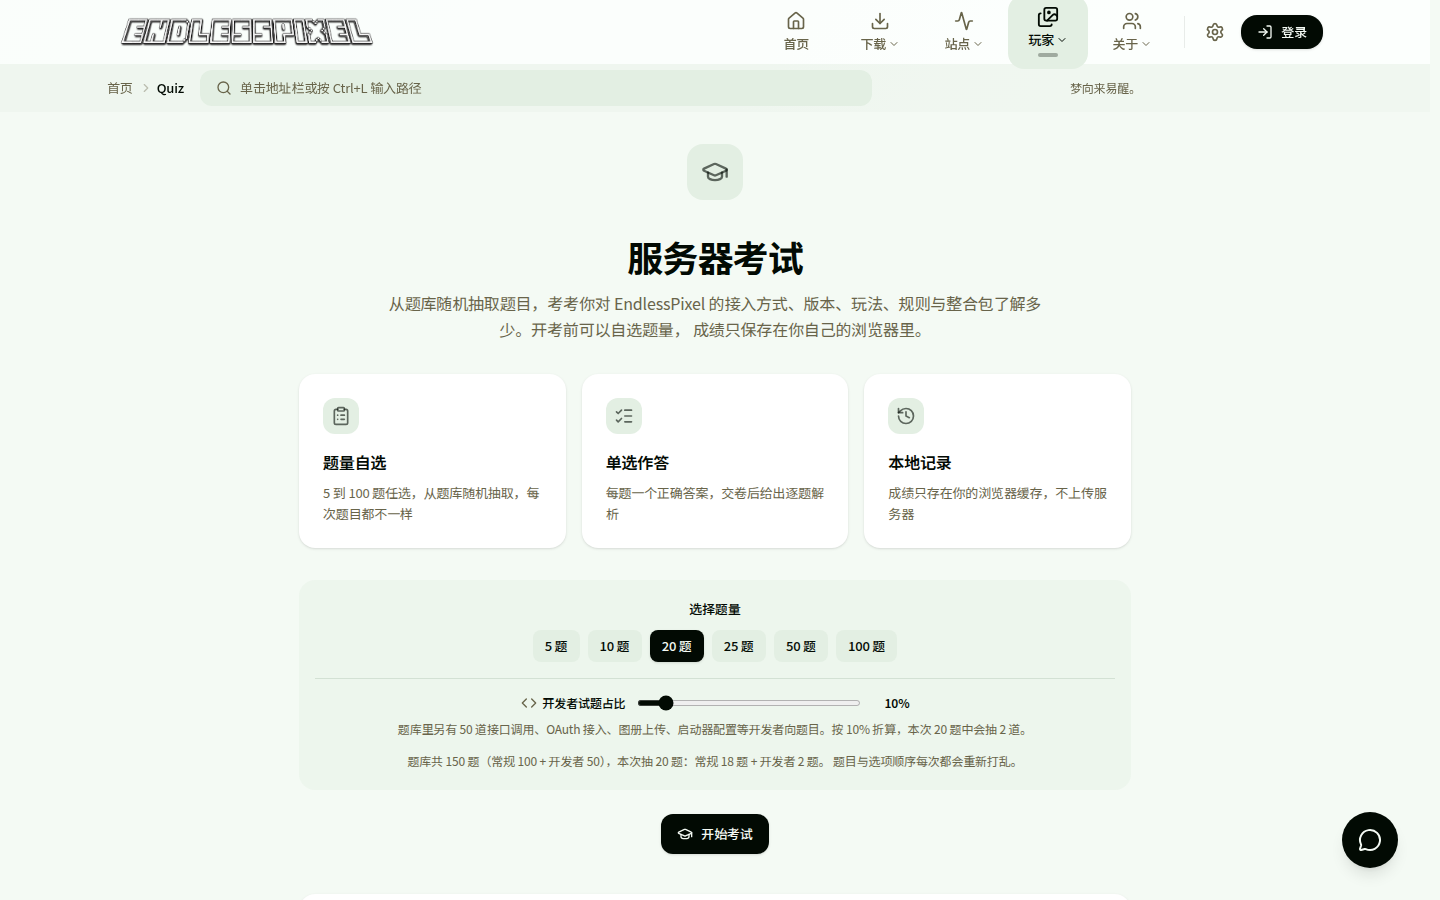 ENDLESSPIXEL
首页
下载
站点
玩家
关于
登录
首页
Quiz
单击地址栏或按 Ctrl+L 输入路径
梦向来易醒。
服务器考试
从题库随机抽取题目，考考你对 EndlessPixel 的接入方式、版本、玩法、规则与整合包了解多
少。开考前可以自选题量， 成绩只保存在你自己的浏览器里。
题量自选
5 到 100 题任选，从题库随机抽取，每
次题目都不一样
单选作答
每题一个正确答案，交卷后给出逐题解
析
本地记录
成绩只存在你的浏览器缓存，不上传服
务器
选择题量
5 题
10 题
20 题
25 题
50 题
100 题
开发者试题占比
10%
题库里另有 50 道接口调用、OAuth 接入、图册上传、启动器配置等开发者向题目。按 10% 折算，本次 20 题中会抽 2 道。
题库共 150 题（常规 100 + 开发者 50），本次抽 20 题：常规 18 题 + 开发者 2 题。 题目与选项顺序每次都会重新打乱。
开始考试